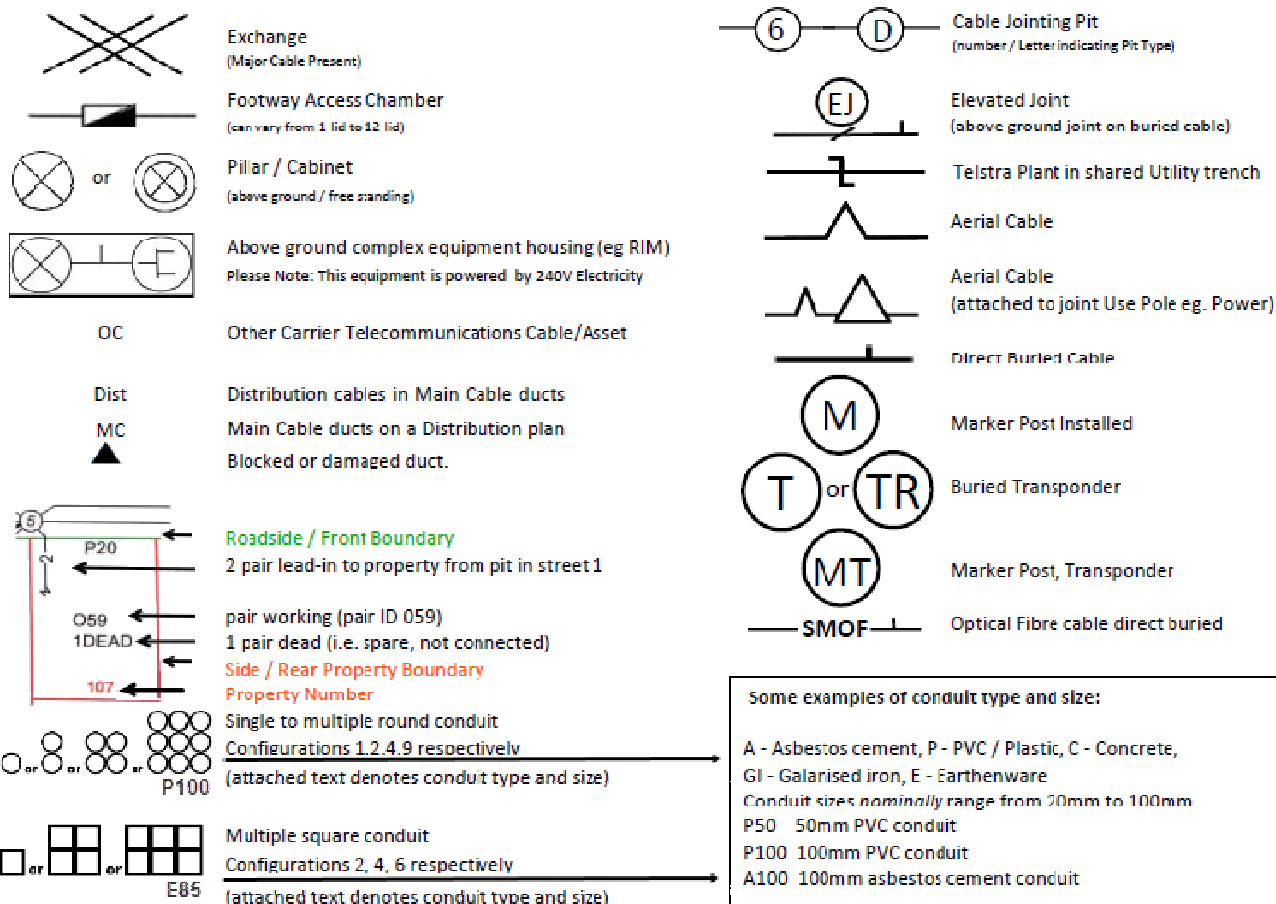 Exchange
(Major Cable Present)
Footway Access Chamber
(can vary from 1 lid to 12 lid)
or
Pillar / Cabinet
(above ground / free standing)
Above ground complex equipment housing (eg RIM)
Please Note: This equipment is powered by 240V Electricity
OC
Other Carrier Telecommunications Cable/Asset
Dist
Distribution cables in Main Cable ducts
MC
Main Cable ducts on a Distribution plan
Blocked or damaged duct.
5
P20
2
Roadside / Front Boundary
2 pair lead-in to property from pit in street 1
O59
pair working (pair ID 059)
1DEAD
1 pair dead (i.e. spare, not connected)
Side / Rear Property Boundary
107
Property Number
Single to multiple round conduit
Configurations 1,2,4,9 respectively
or or or
P100
(attached text denotes conduit type and size)
Multiple square conduit
or or
Configurations 2, 4, 6 respectively
E85
(attached text denotes conduit type and size)
6 D
Cable Jointing Pit
(number / Letter indicating Pit Type)
EJ
Elevated Joint
(above ground joint on buried cable)
Telstra Plant in shared Utility trench
Aerial Cable
Aerial Cable
(attached to joint Use Pole eg. Power)
Direct Buried Cable
M
Marker Post Installed
T or TR
Buried Transponder
MT
Marker Post, Transponder
SMOF
Optical Fibre cable direct buried
Some examples of conduit type and size:
A - Asbestos cement, P - PVC / Plastic, C - Concrete,
GI - Galarised iron, E - Earthenware
Conduit sizes nominally range from 20mm to 100mm
P50 50mm PVC conduit
P100 100mm PVC conduit
A100 100mm asbestos cement conduit